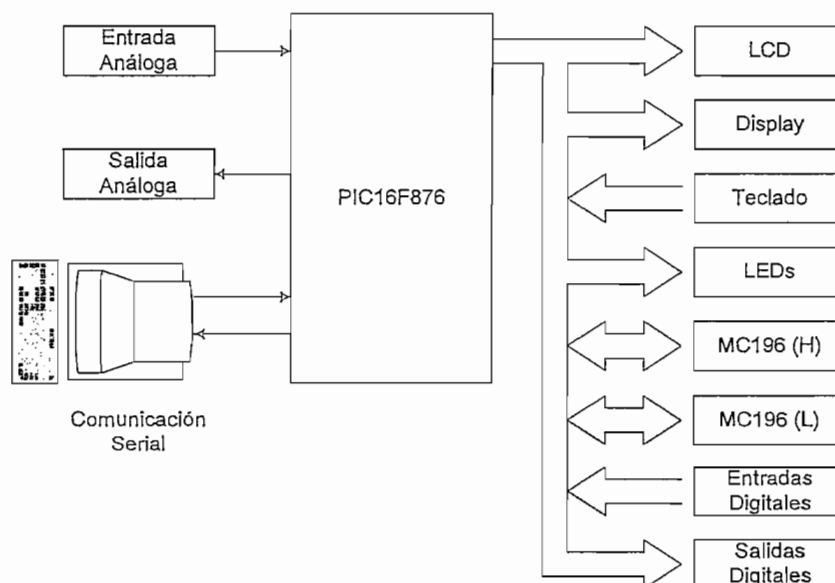 Entrada
Análoga
Salida
Análoga
Comunicación
Serial
PIC16F876
LCD
Display
Teclado
LEDs
MC196 (H)
MC196 (L)
Entradas
Digitales
Salidas
Digitales